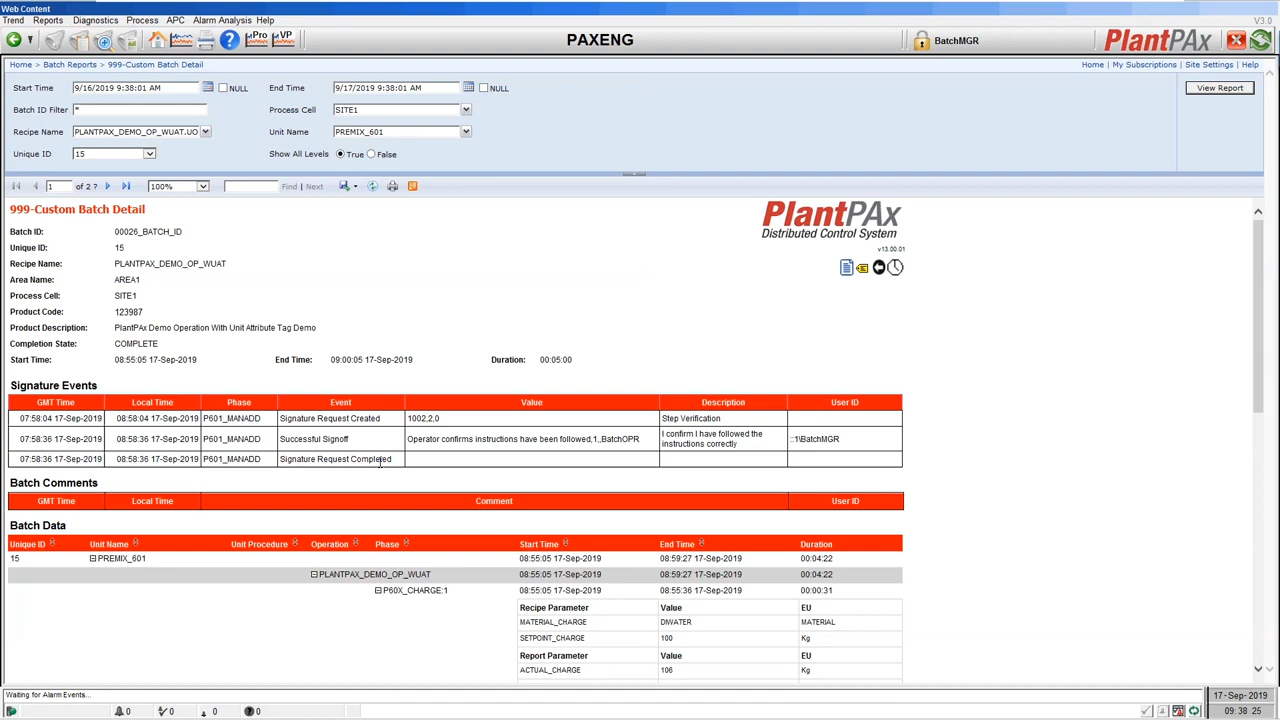 Web Content
Trend Reports Diagnostics Process APC Alarm Analysis Help V3.0
Pro VP PAXENG BatchMGR PlantPAx
Home > Batch Reports > 999-Custom Batch Detail Home | My Subscriptions | Site Settings | Help
Start Time 9/16/2019 9:38:01 AM NULL End Time 9/17/2019 9:38:01 AM NULL View Report
Batch ID Filter * Process Cell SITE1
Recipe Name PLANTPAX_DEMO_OP_WUAT.UO Unit Name PREMIX_601
Unique ID 15 Show All Levels True False
1 of 2 ? 100% Find | Next
999-Custom Batch Detail PlantPAx
Distributed Control System
Batch ID: 00026_BATCH_ID
v13.00.01
Unique ID: 15
Recipe Name: PLANTPAX_DEMO_OP_WUAT
Area Name: AREA1
Process Cell: SITE1
Product Code: 123987
Product Description: PlantPAx Demo Operation With Unit Attribute Tag Demo
Completion State: COMPLETE
Start Time: 08:55:05 17-Sep-2019 End Time: 09:00:05 17-Sep-2019 Duration: 00:05:00
Signature Events
GMT Time Local Time Phase Event Value Description User ID
07:58:04 17-Sep-2019 08:58:04 17-Sep-2019 P601_MANADD Signature Request Created 1002,2,0 Step Verification
07:58:36 17-Sep-2019 08:58:36 17-Sep-2019 P601_MANADD Successful Signoff Operator confirms instructions have been followed,1,,BatchOPR I confirm I have followed the instructions correctly ::1\BatchMGR
07:58:36 17-Sep-2019 08:58:36 17-Sep-2019 P601_MANADD Signature Request Completed
Batch Comments
GMT Time Local Time Comment User ID
Batch Data
Unique ID Unit Name Unit Procedure Operation Phase Start Time End Time Duration
15 PREMIX_601 08:55:05 17-Sep-2019 08:59:27 17-Sep-2019 00:04:22
PLANTPAX_DEMO_OP_WUAT 08:55:05 17-Sep-2019 08:59:27 17-Sep-2019 00:04:22
P60X_CHARGE:1 08:55:05 17-Sep-2019 08:55:36 17-Sep-2019 00:00:31
Recipe Parameter Value EU
MATERIAL_CHARGE DIWATER MATERIAL
SETPOINT_CHARGE 100 Kg
Report Parameter Value EU
ACTUAL_CHARGE 106 Kg
Waiting for Alarm Events... 17-Sep-2019
0 0 0 0 09 38 25